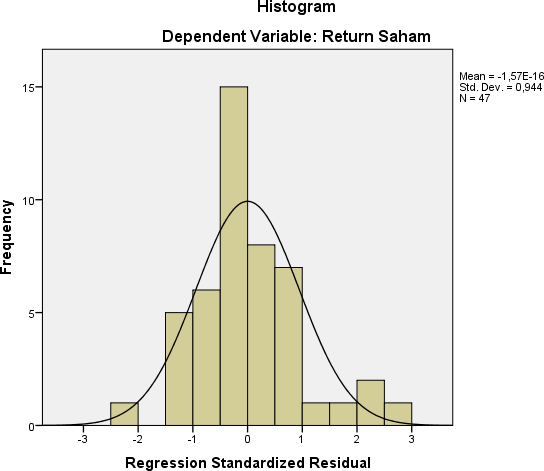 Histogram
Dependent Variable: Return Saham
Mean = -1,57E-16
Std. Dev. = 0,944
N = 47
Frequency
15
10
5
0
-3 -2 -1 0 1 2 3
Regression Standardized Residual